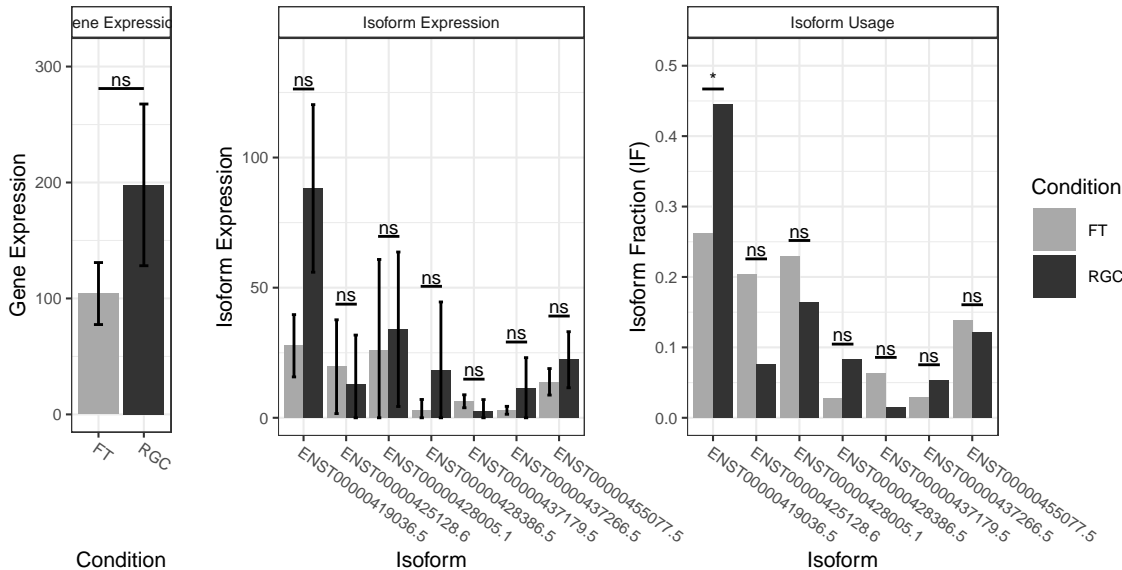 ene Expressio
300
200
100
0
Gene Expression
ns
FT
RGC
Condition
Isoform Expression
100
50
0
Isoform Expression
ns
ns
ns
ns
ns
ns
ns
ENST00000419036.5
ENST00000425128.6
ENST00000428005.1
ENST00000428386.5
ENST00000437179.5
ENST00000437266.5
ENST00000455077.5
Isoform
Isoform Usage
0.5
0.4
0.3
0.2
0.1
0.0
Isoform Fraction (IF)
*
ns
ns
ns
ns
ns
ns
ENST00000419036.5
ENST00000425128.6
ENST00000428005.1
ENST00000428386.5
ENST00000437179.5
ENST00000437266.5
ENST00000455077.5
Isoform
Condition
FT
RGC